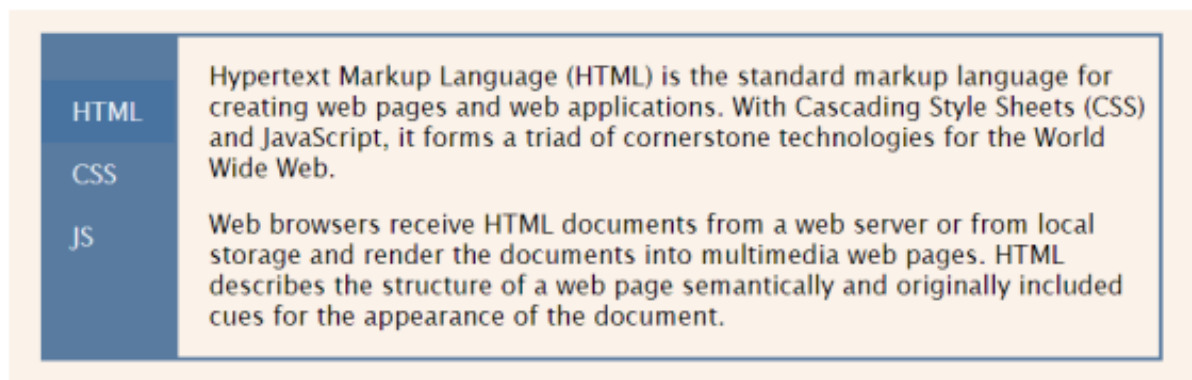 HTML
CSS
JS
Hypertext Markup Language (HTML) is the standard markup language for
creating web pages and web applications. With Cascading Style Sheets (CSS)
and JavaScript, it forms a triad of cornerstone technologies for the World
Wide Web.
Web browsers receive HTML documents from a web server or from local
storage and render the documents into multimedia web pages. HTML
describes the structure of a web page semantically and originally included
cues for the appearance of the document.